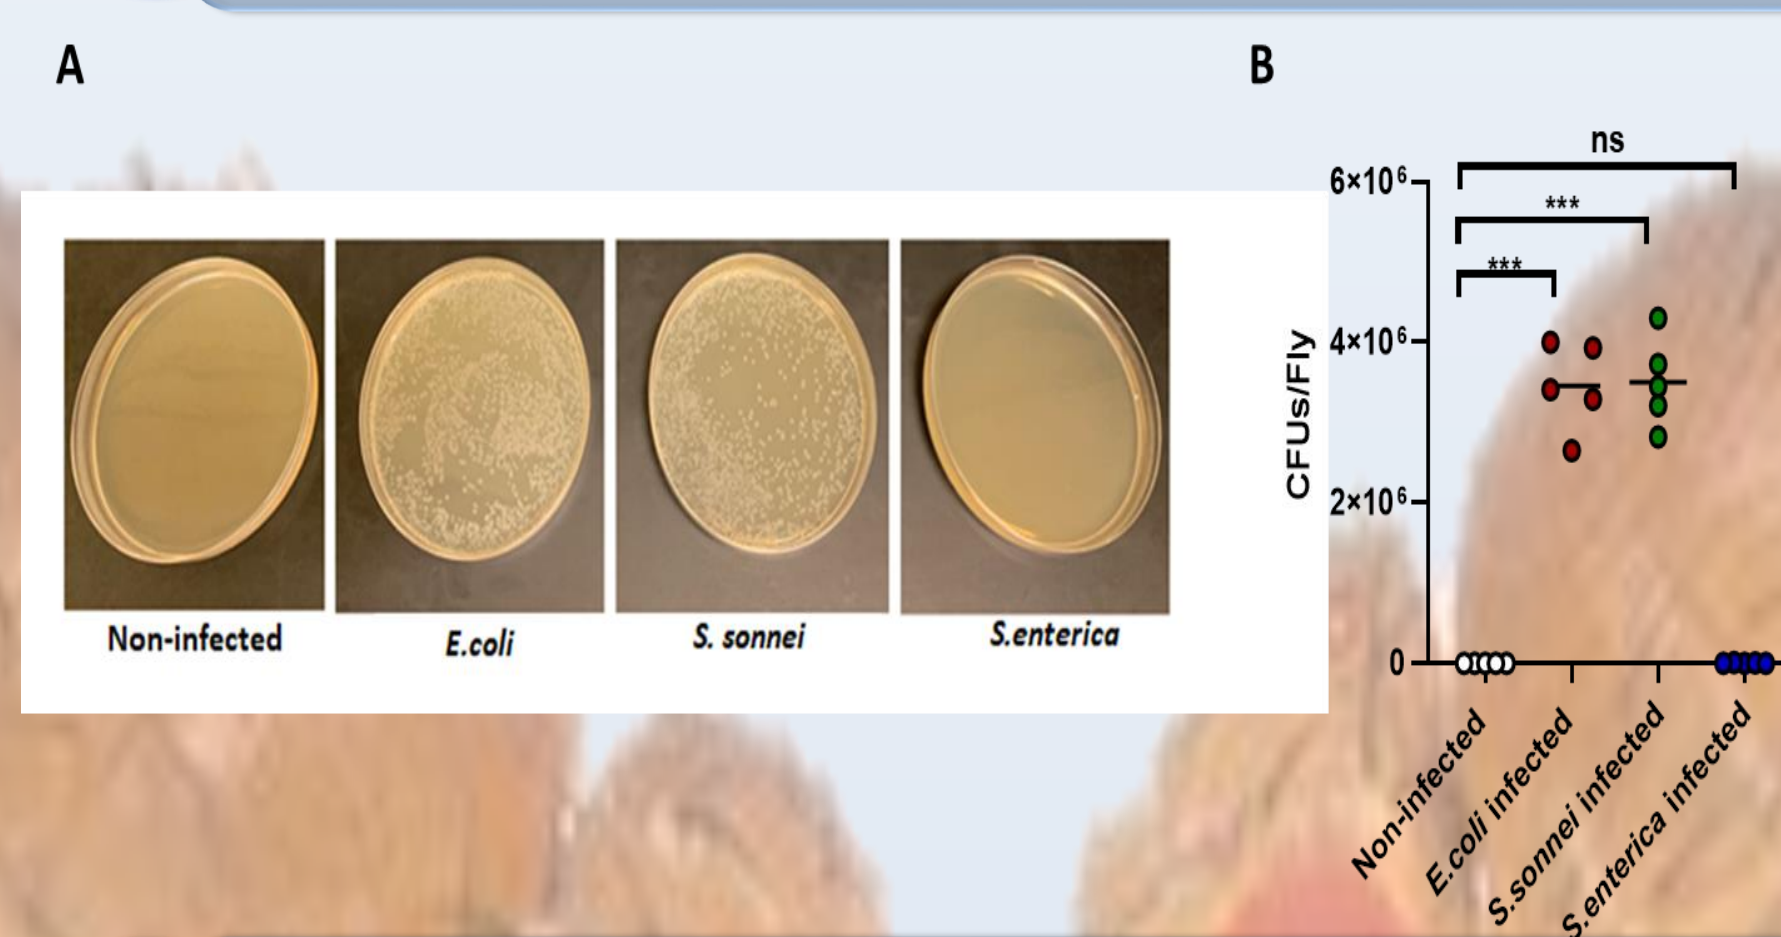 A
B
Non-infected
E.coli
S. sonnei
S.enterica
ns
***
***
6×10⁶
4×10⁶
2×10⁶
0
CFUs/Fly
Non-infected
E.coli infected
S.sonnei infected
S.enterica infected